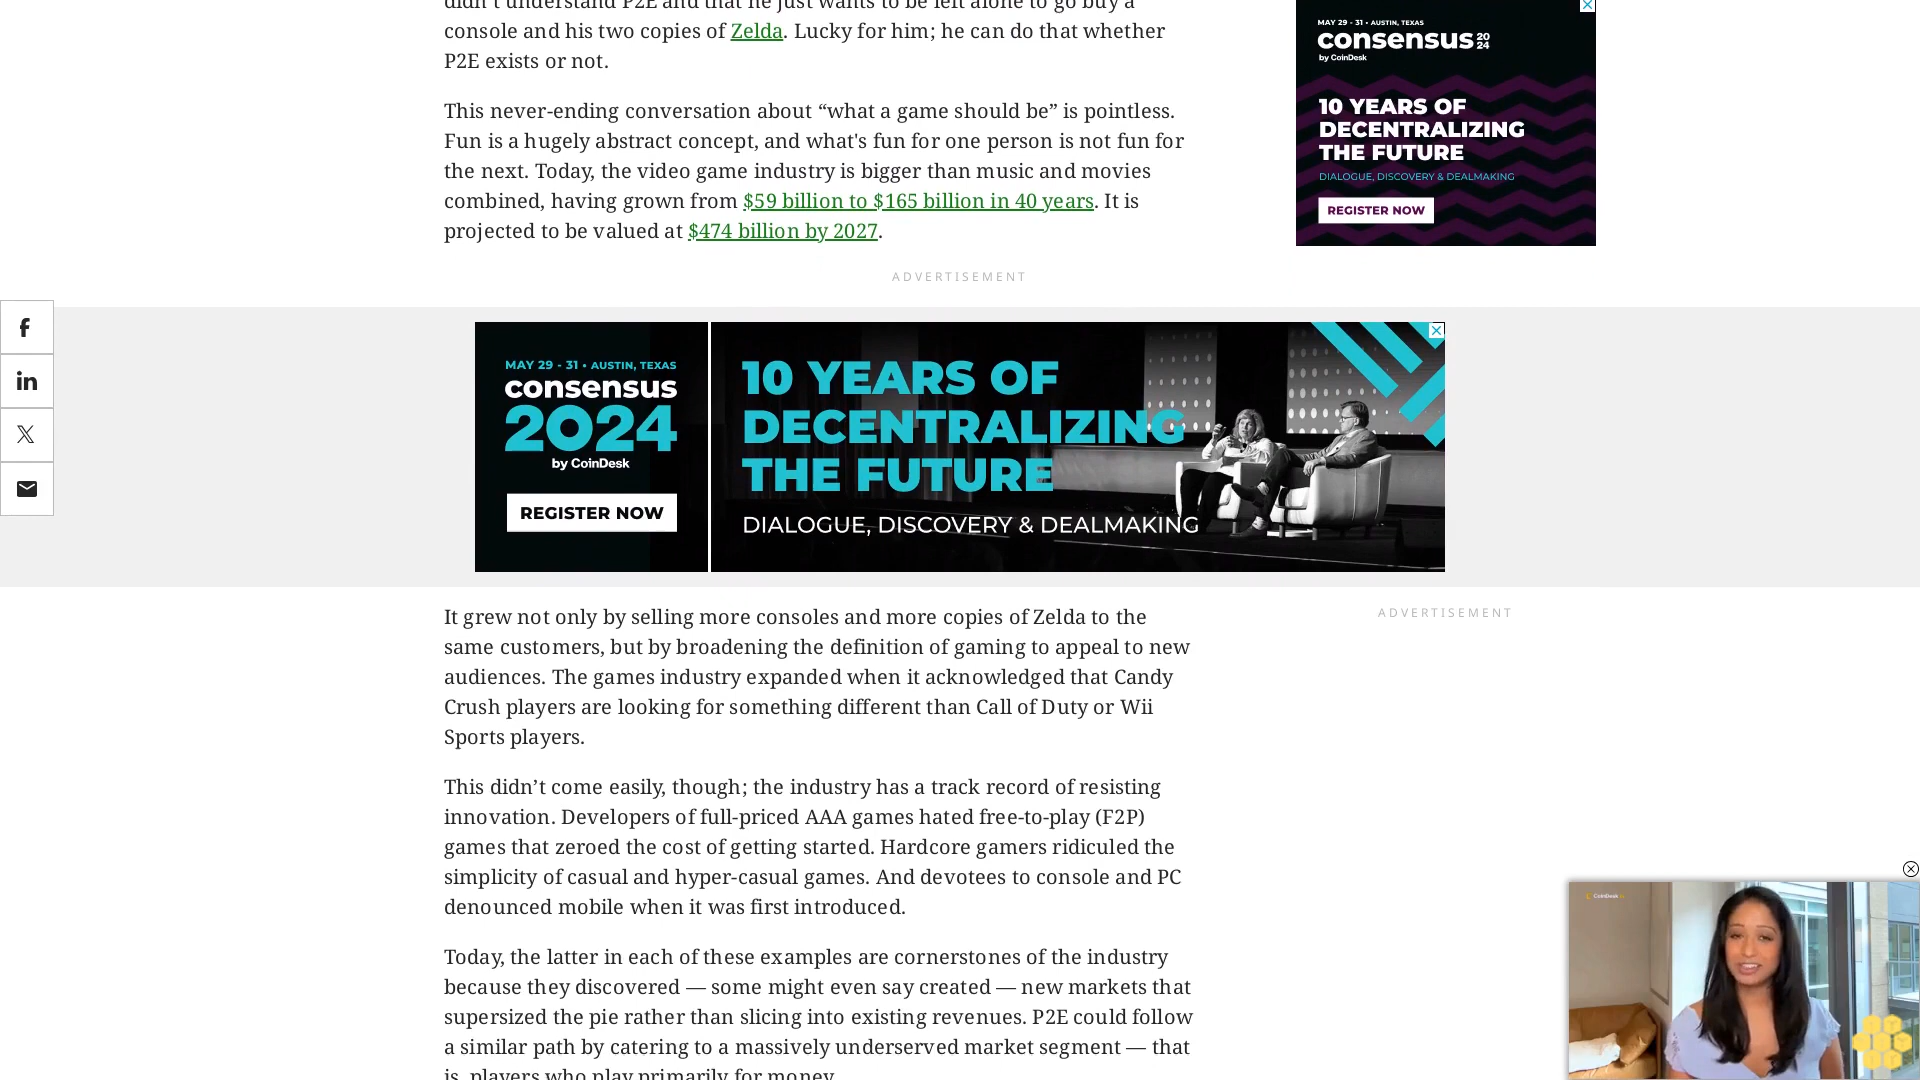 didn't understand P2E and that he just wants to be left alone to go buy a
console and his two copies of Zelda. Lucky for him; he can do that whether
P2E exists or not.
This never-ending conversation about “what a game should be” is pointless.
Fun is a hugely abstract concept, and what's fun for one person is not fun for
the next. Today, the video game industry is bigger than music and movies
combined, having grown from $59 billion to $165 billion in 40 years. It is
projected to be valued at $474 billion by 2027.
MAY 29 - 31 • AUSTIN, TEXAS
consensus 2024
by CoinDesk
10 YEARS OF
DECENTRALIZING
THE FUTURE
DIALOGUE, DISCOVERY & DEALMAKING
REGISTER NOW
ADVERTISEMENT
MAY 29 - 31 • AUSTIN, TEXAS
consensus
2024
by CoinDesk
REGISTER NOW
10 YEARS OF
DECENTRALIZING
THE FUTURE
DIALOGUE, DISCOVERY & DEALMAKING
It grew not only by selling more consoles and more copies of Zelda to the
same customers, but by broadening the definition of gaming to appeal to new
audiences. The games industry expanded when it acknowledged that Candy
Crush players are looking for something different than Call of Duty or Wii
Sports players.
ADVERTISEMENT
This didn’t come easily, though; the industry has a track record of resisting
innovation. Developers of full-priced AAA games hated free-to-play (F2P)
games that zeroed the cost of getting started. Hardcore gamers ridiculed the
simplicity of casual and hyper-casual games. And devotees to console and PC
denounced mobile when it was first introduced.
Today, the latter in each of these examples are cornerstones of the industry
because they discovered — some might even say created — new markets that
supersized the pie rather than slicing into existing revenues. P2E could follow
a similar path by catering to a massively underserved market segment — that
is, players who play primarily for money.
CoinDesk